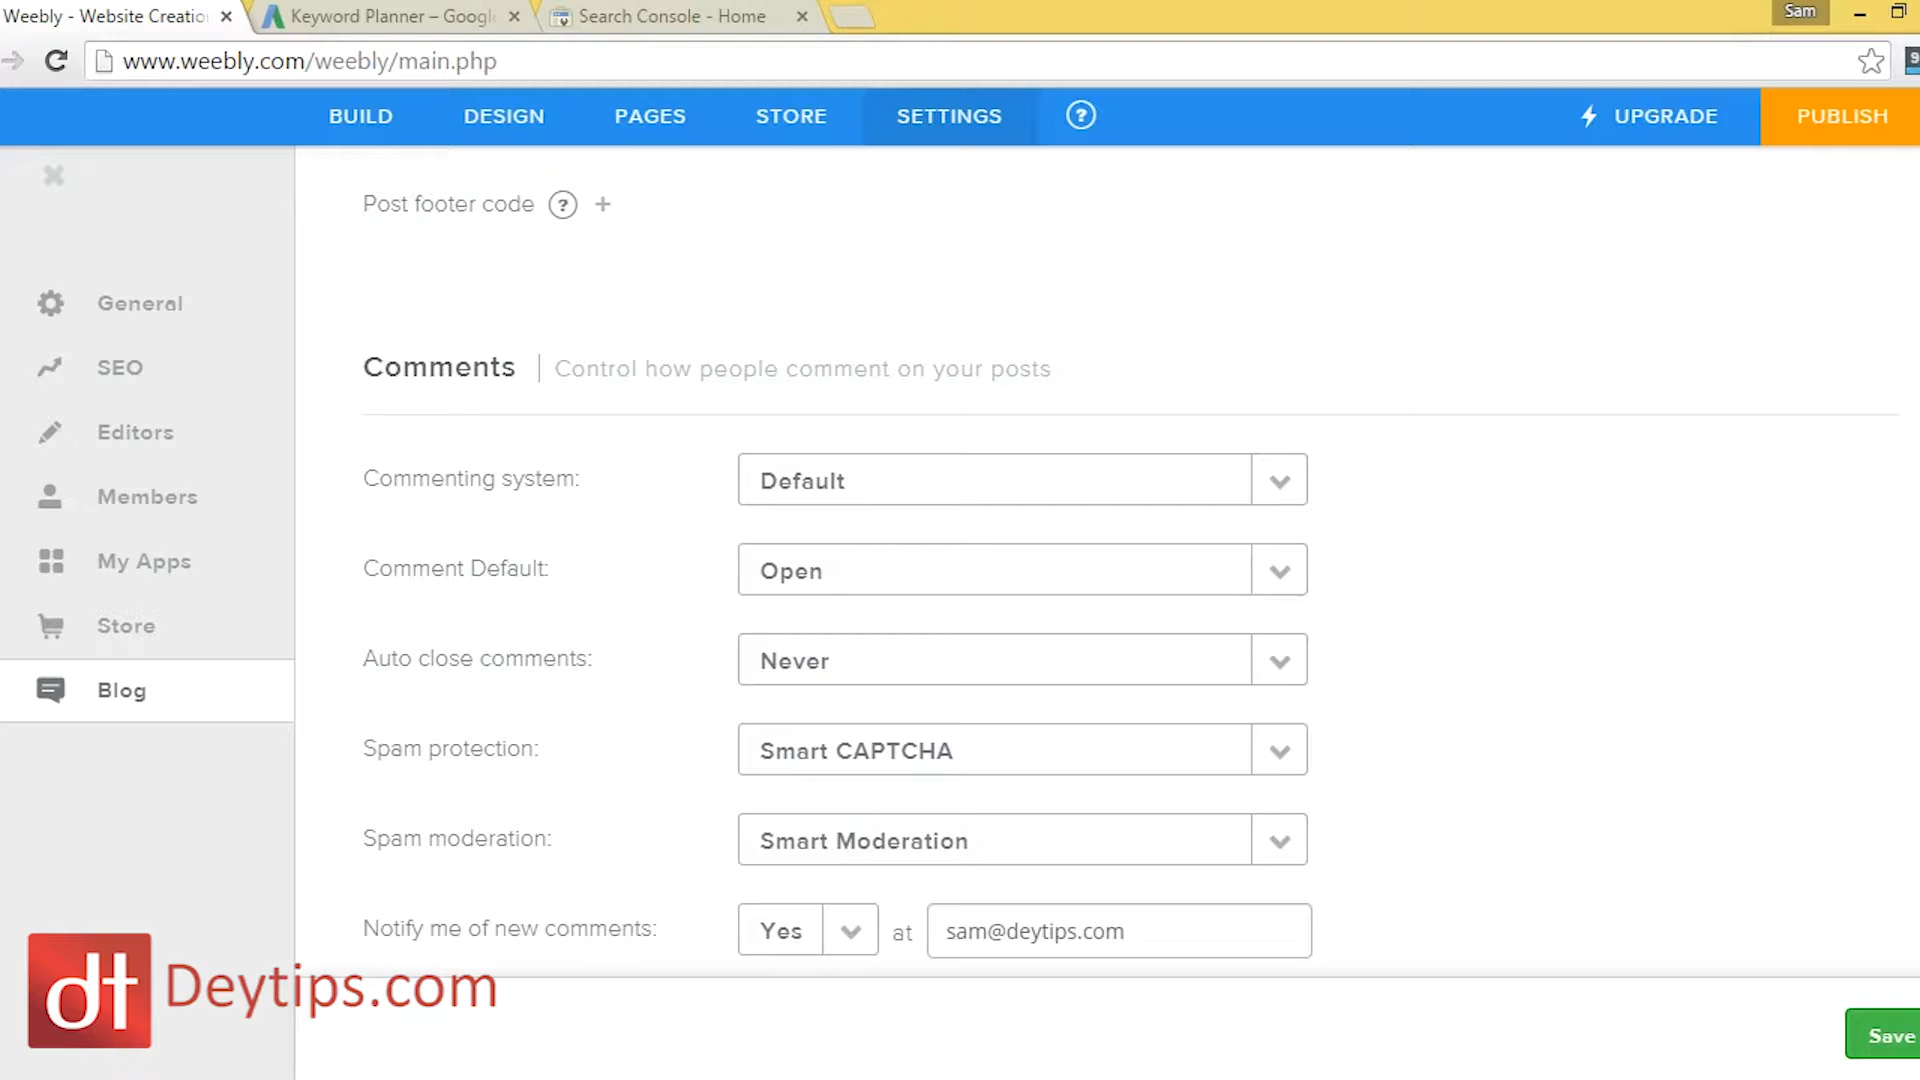 Weebly - Website Creatio
Keyword Planner – Googl
Search Console - Home
Sam
www.weebly.com/weebly/main.php
9
BUILD
DESIGN
PAGES
STORE
SETTINGS
?
UPGRADE
PUBLISH
Post footer code ? +
General
SEO
Editors
Members
My Apps
Store
Blog
Comments | Control how people comment on your posts
Commenting system: Default
Comment Default: Open
Auto close comments: Never
Spam protection: Smart CAPTCHA
Spam moderation: Smart Moderation
Notify me of new comments: Yes at sam@deytips.com
dt Deytips.com
Save